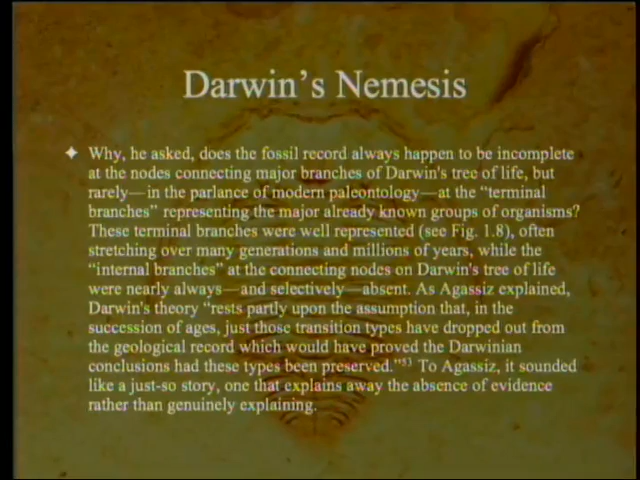 Darwin's Nemesis
Why, he asked, does the fossil record always happen to be incomplete
at the nodes connecting major branches of Darwin's tree of life, but
rarely—in the parlance of modern paleontology—at the "terminal
branches" representing the major already known groups of organisms?
These terminal branches were well represented (see Fig. 1.8), often
stretching over many generations and millions of years, while the
"internal branches" at the connecting nodes on Darwin's tree of life
were nearly always—and selectively—absent. As Agassiz explained,
Darwin's theory "rests partly upon the assumption that, in the
succession of ages, just those transition types have dropped out from
the geological record which would have proved the Darwinian
conclusions had these types been preserved."53 To Agassiz, it sounded
like a just-so story, one that explains away the absence of evidence
rather than genuinely explaining.